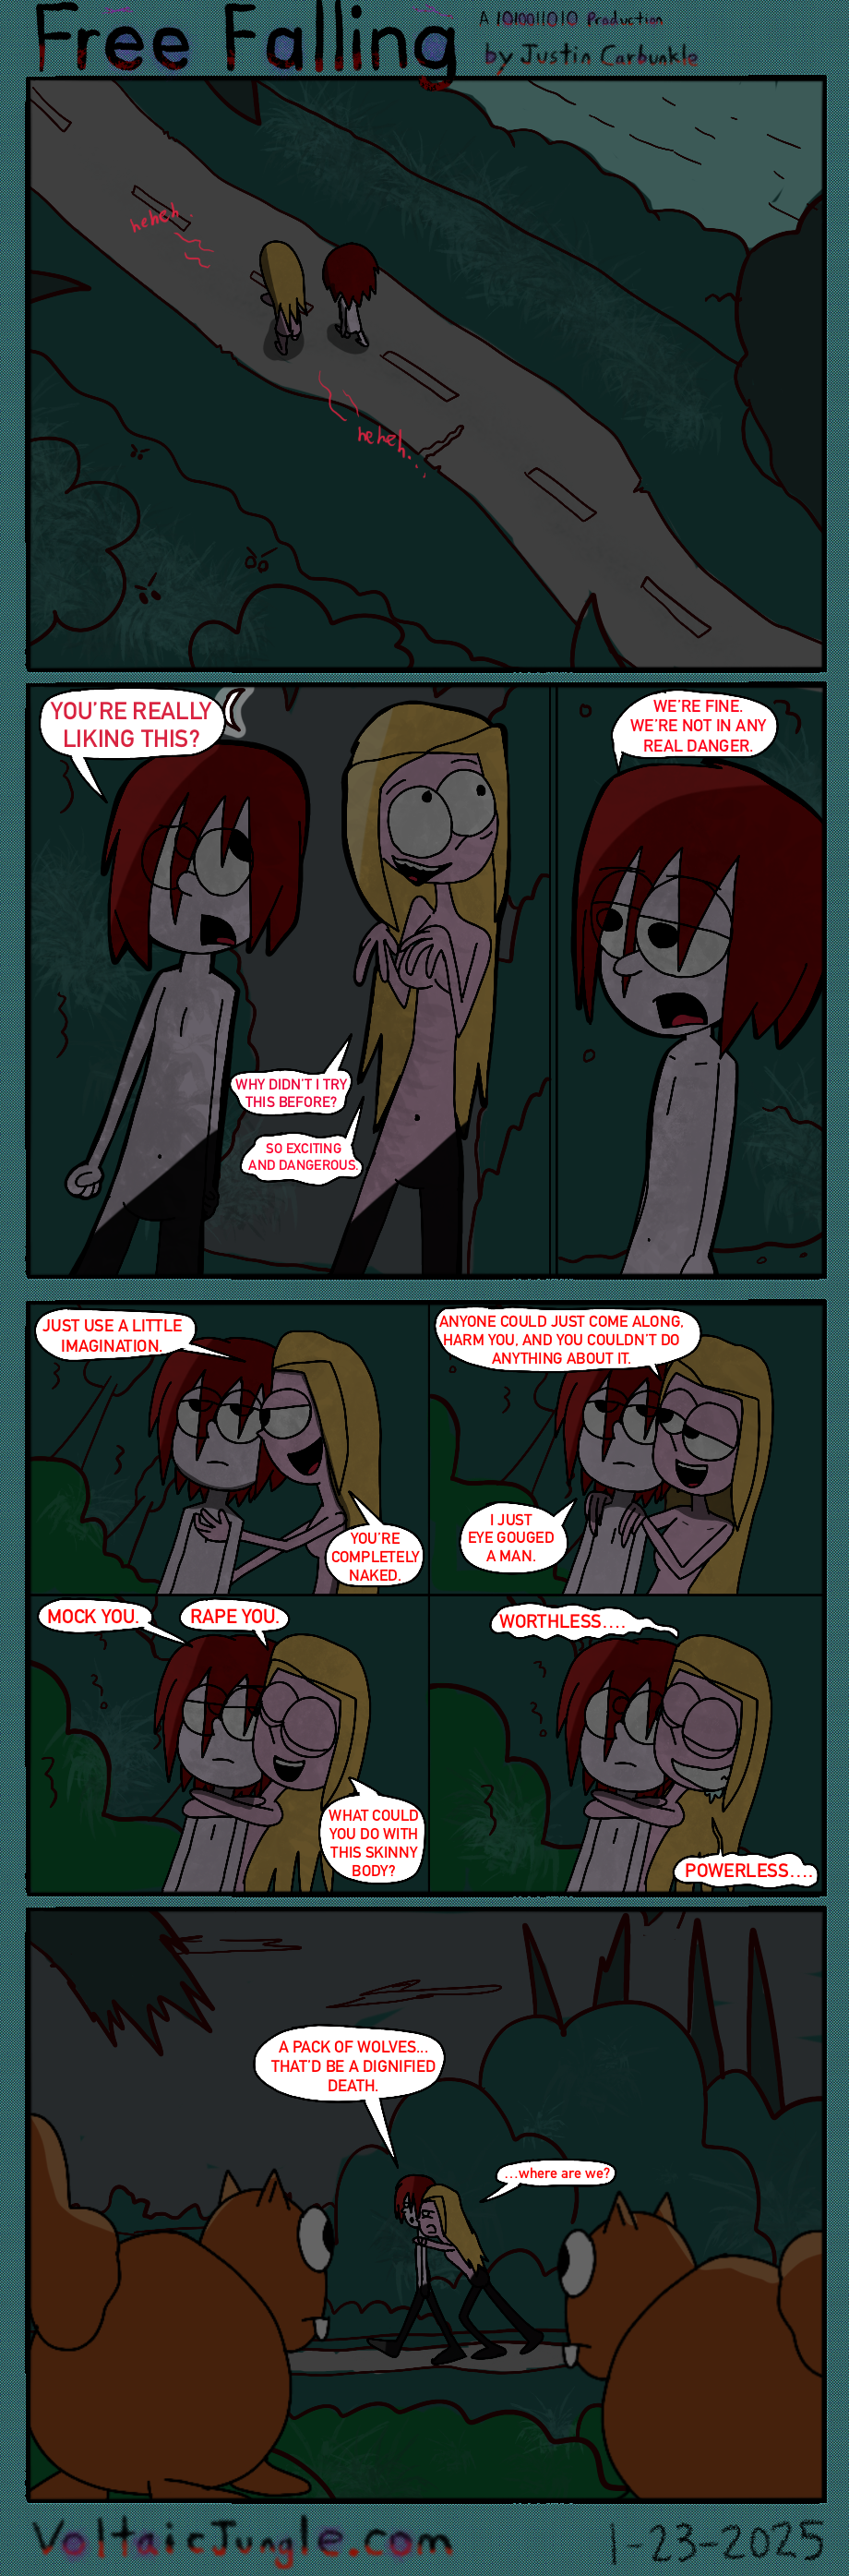 Free Falling
A 1010011010 Production
by Justin Carbunkle
heheh.
heheh...
YOU'RE REALLY
LIKING THIS?
WHY DIDN'T I TRY
THIS BEFORE?
SO EXCITING
AND DANGEROUS.
WE'RE FINE.
WE'RE NOT IN ANY
REAL DANGER.
JUST USE A LITTLE
IMAGINATION.
YOU'RE
COMPLETELY
NAKED.
ANYONE COULD JUST COME ALONG,
HARM YOU, AND YOU COULDN'T DO
ANYTHING ABOUT IT.
I JUST
EYE GOUGED
A MAN.
MOCK YOU.
RAPE YOU.
WHAT COULD
YOU DO WITH
THIS SKINNY
BODY?
WORTHLESS....
POWERLESS....
A PACK OF WOLVES...
THAT'D BE A DIGNIFIED
DEATH.
...where are we?
VoltaicJungle.com
1-23-2025